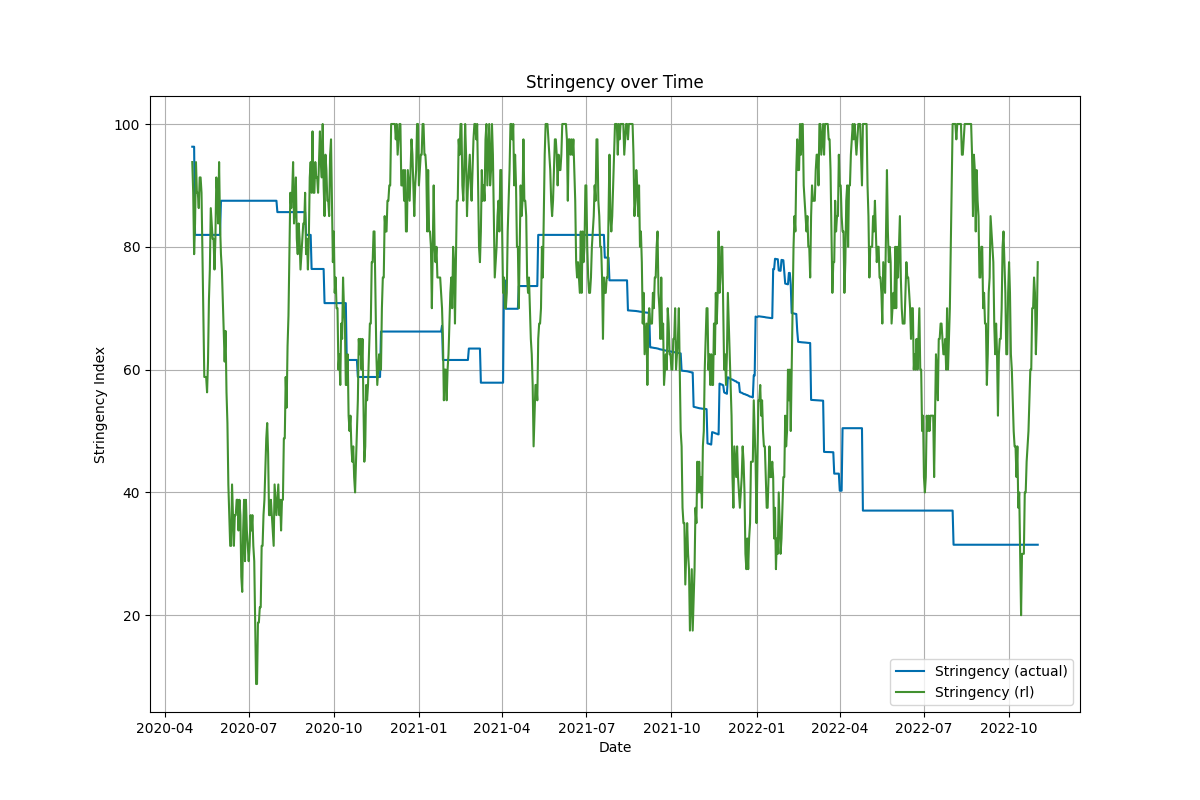 Stringency over Time
Stringency Index
100
80
60
40
20
2020-04 2020-07 2020-10 2021-01 2021-04 2021-07 2021-10 2022-01 2022-04 2022-07 2022-10
Date
Stringency (actual)
Stringency (rl)